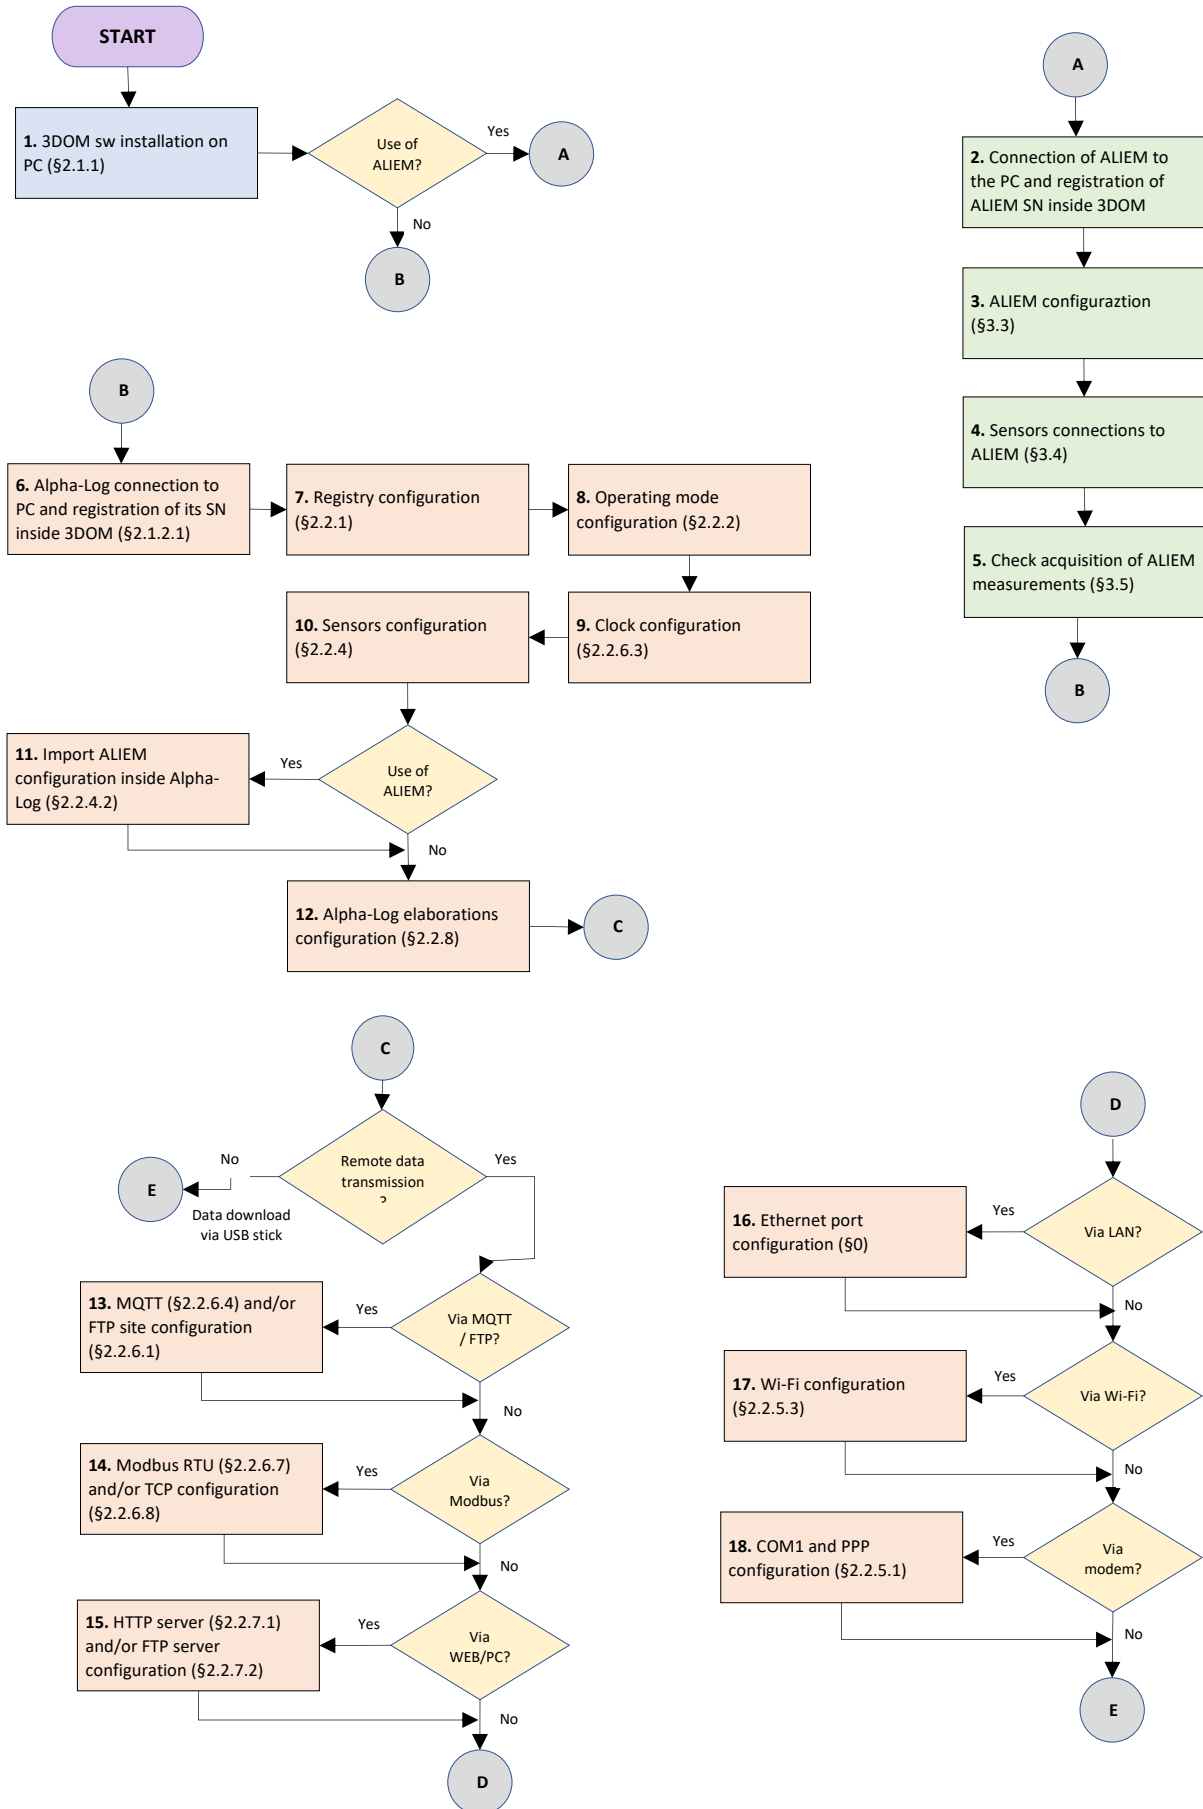 START
1. 3DOM sw installation on
PC (§2.1.1)
Use of
ALIEM?
Yes
A
No
B
A
2. Connection of ALIEM to
the PC and registration of
ALIEM SN inside 3DOM
3. ALIEM configuraztion
(§3.3)
4. Sensors connections to
ALIEM (§3.4)
5. Check acquisition of ALIEM
measurements (§3.5)
B
B
6. Alpha-Log connection to
PC and registration of its SN
inside 3DOM (§2.1.2.1)
7. Registry configuration
(§2.2.1)
8. Operating mode
configuration (§2.2.2)
9. Clock configuration
(§2.2.6.3)
10. Sensors configuration
(§2.2.4)
Use of
ALIEM?
Yes
11. Import ALIEM
configuration inside Alpha-
Log (§2.2.4.2)
No
12. Alpha-Log elaborations
configuration (§2.2.8)
C
C
Remote data
transmission
?
No
E
Data download
via USB stick
Yes
Via MQTT
/ FTP?
Yes
13. MQTT (§2.2.6.4) and/or
FTP site configuration
(§2.2.6.1)
No
Via
Modbus?
Yes
14. Modbus RTU (§2.2.6.7)
and/or TCP configuration
(§2.2.6.8)
No
Via
WEB/PC?
Yes
15. HTTP server (§2.2.7.1)
and/or FTP server
configuration (§2.2.7.2)
No
D
D
Via LAN?
Yes
16. Ethernet port
configuration (§0)
No
Via Wi-Fi?
Yes
17. Wi-Fi configuration
(§2.2.5.3)
No
Via
modem?
Yes
18. COM1 and PPP
configuration (§2.2.5.1)
No
E